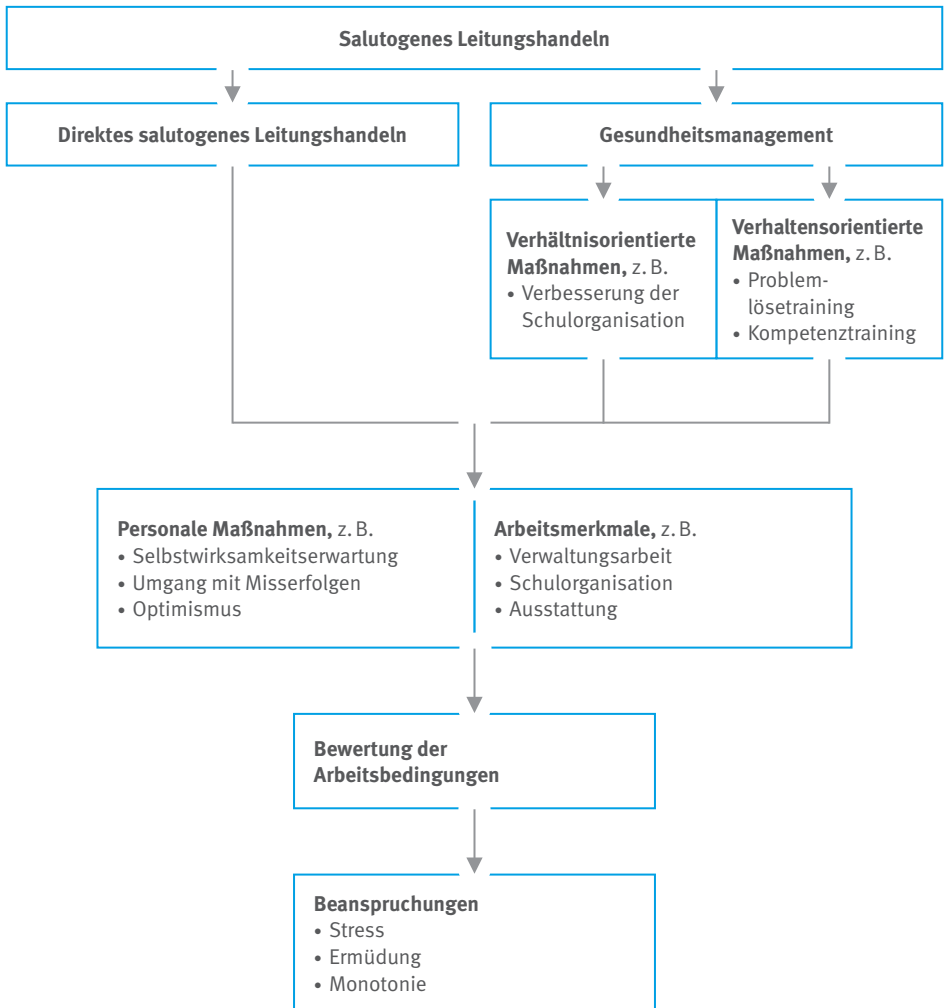 Salutogenes Leitungshandeln
Direktes salutogenes Leitungshandeln
Gesundheitsmanagement
Verhältnisorientierte
Maßnahmen, z. B.
• Verbesserung der
Schulorganisation
Verhaltensorientierte
Maßnahmen, z. B.
• Problem-
lösetraining
• Kompetenztraining
Personale Maßnahmen, z. B.
• Selbstwirksamkeitserwartung
• Umgang mit Misserfolgen
• Optimismus
Arbeitsmerkmale, z. B.
• Verwaltungsarbeit
• Schulorganisation
• Ausstattung
Bewertung der
Arbeitsbedingungen
Beanspruchungen
• Stress
• Ermüdung
• Monotonie